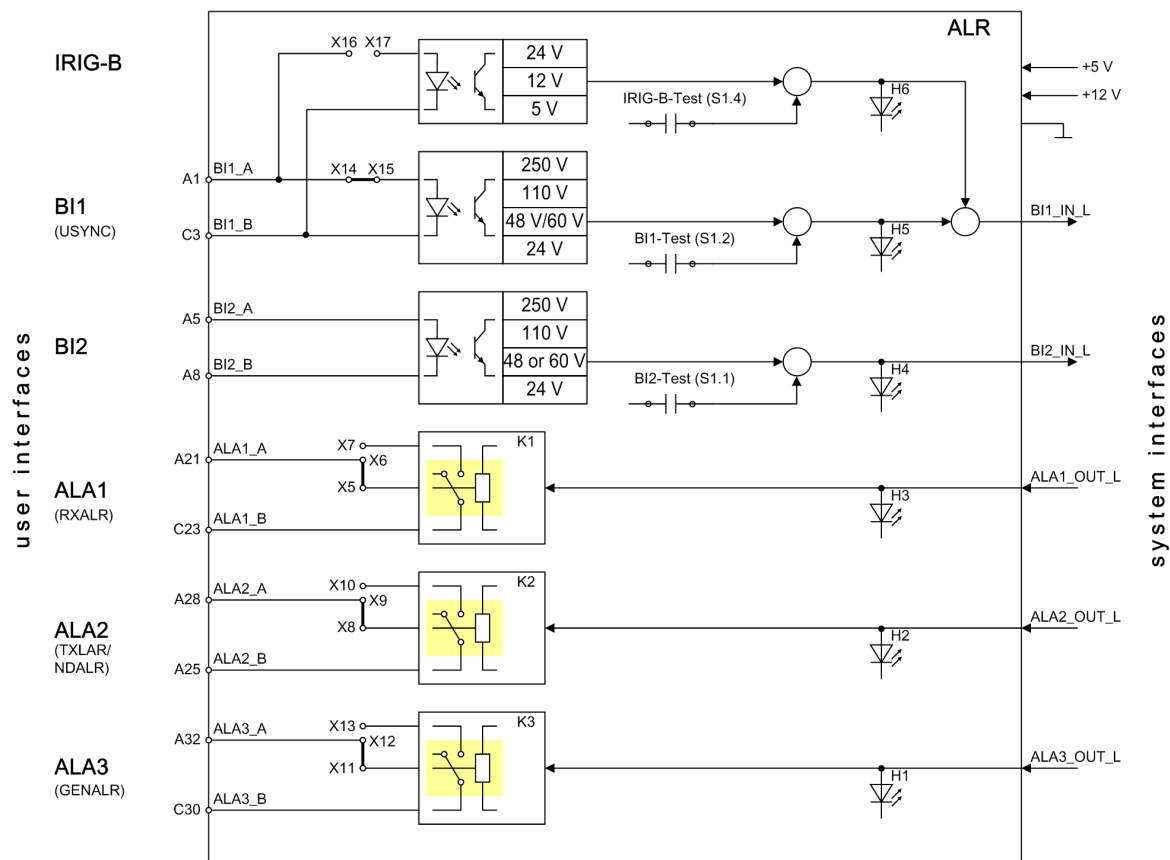 ALR
IRIG-B
X16 X17
24 V
12 V
5 V
IRIG-B-Test (S1.4)
H6
+5 V
+12 V
A1
BI1_A
X14 X15
BI1
(USYNC)
C3
BI1_B
250 V
110 V
48 V/60 V
24 V
BI1-Test (S1.2)
H5
BI1_IN_L
A5
BI2_A
BI2
A8
BI2_B
250 V
110 V
48 or 60 V
24 V
BI2-Test (S1.1)
H4
BI2_IN_L
user interfaces
system interfaces
A21
ALA1_A
X7
X6
X5
K1
ALA1
(RXALR)
C23
ALA1_B
H3
ALA1_OUT_L
A28
ALA2_A
X10
X9
X8
K2
ALA2
(TXLAR/
NDALR)
A25
ALA2_B
H2
ALA2_OUT_L
A32
ALA3_A
X13
X12
X11
K3
ALA3
(GENALR)
C30
ALA3_B
H1
ALA3_OUT_L